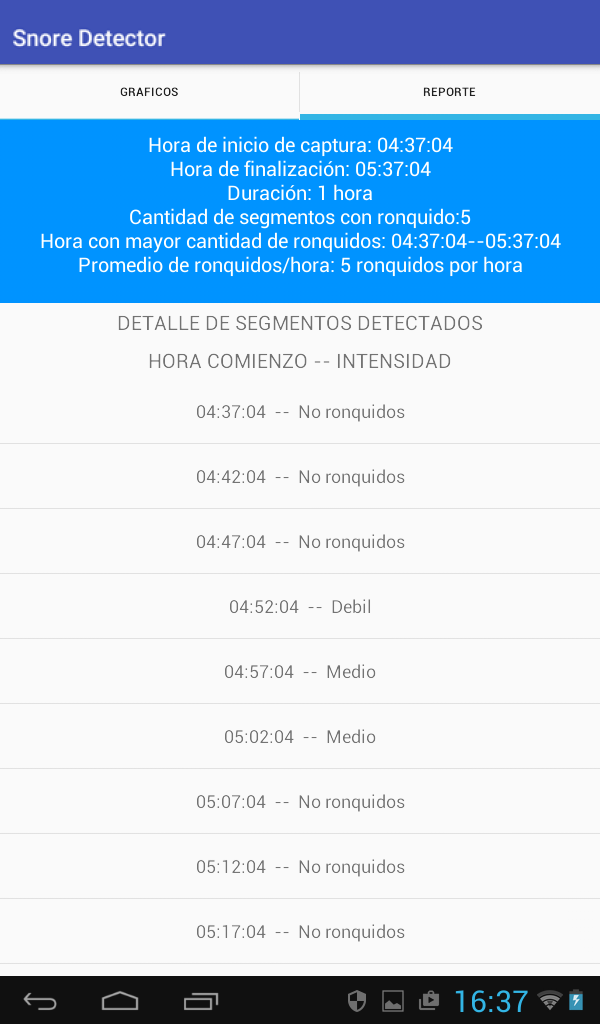 Snore Detector
GRAFICOS
REPORTE
Hora de inicio de captura: 04:37:04
Hora de finalización: 05:37:04
Duración: 1 hora
Cantidad de segmentos con ronquido:5
Hora con mayor cantidad de ronquidos: 04:37:04--05:37:04
Promedio de ronquidos/hora: 5 ronquidos por hora
DETALLE DE SEGMENTOS DETECTADOS
HORA COMIENZO -- INTENSIDAD
04:37:04 -- No ronquidos
04:42:04 -- No ronquidos
04:47:04 -- No ronquidos
04:52:04 -- Debil
04:57:04 -- Medio
05:02:04 -- Medio
05:07:04 -- No ronquidos
05:12:04 -- No ronquidos
05:17:04 -- No ronquidos
16:37